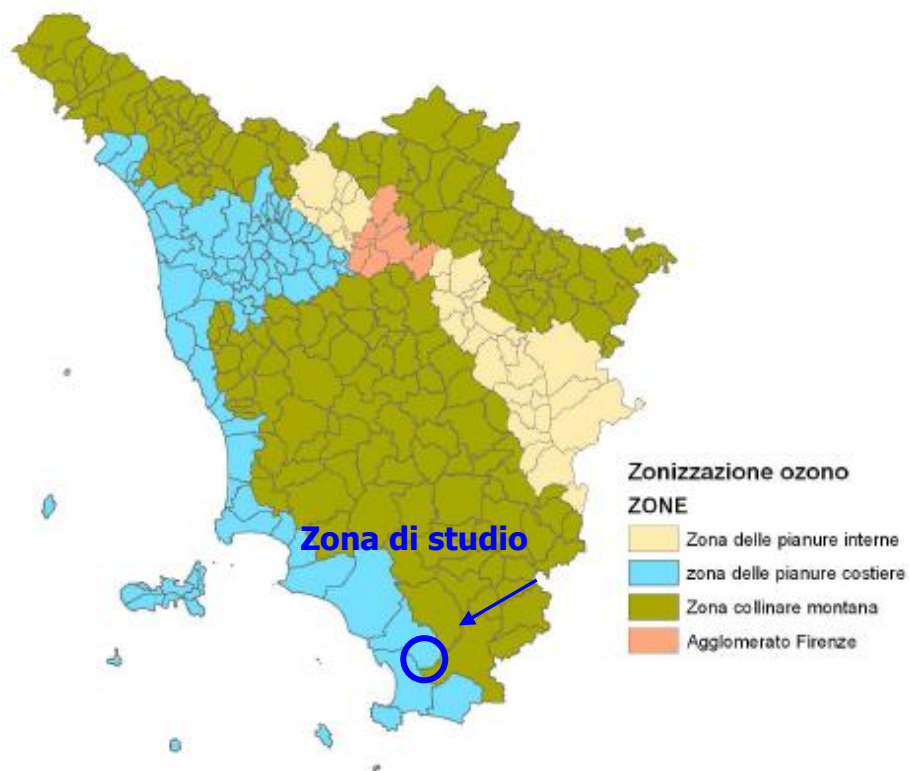 Zona di studio
Zonizzazione ozono
ZONE
Zona delle pianure interne
zona delle pianure costiere
Zona collinare montana
Agglomerato Firenze